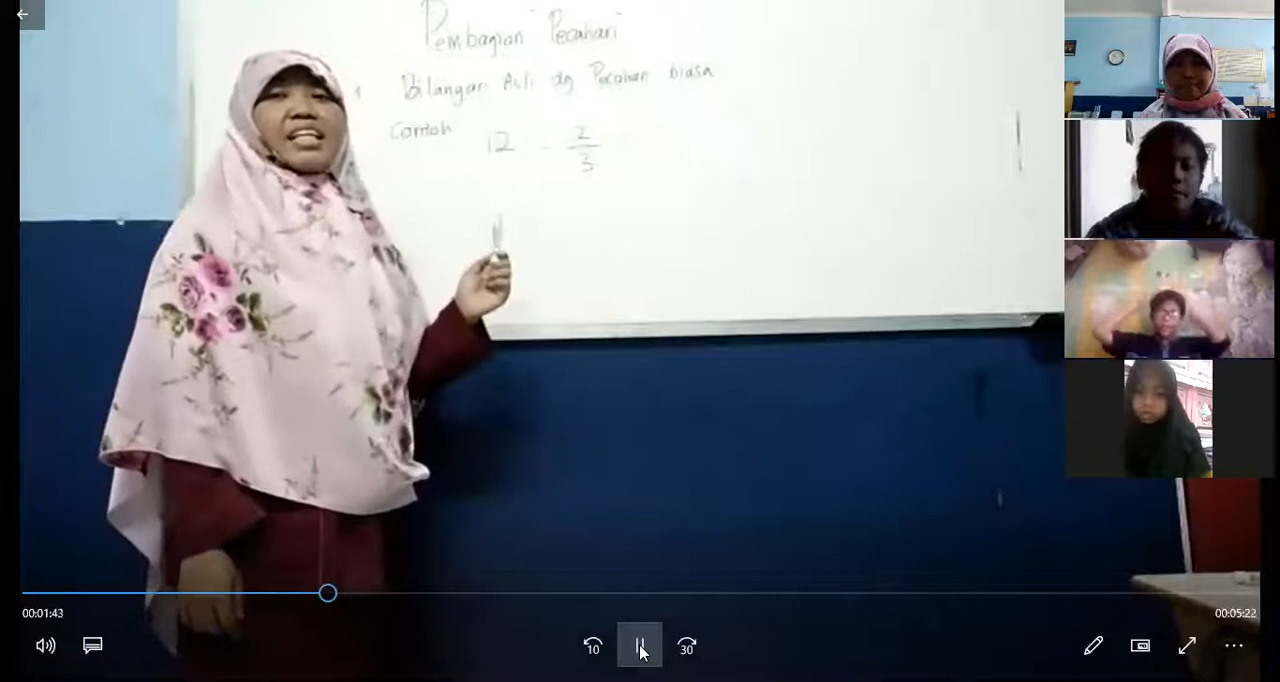 Pembagian Pecahan
1 Bilangan Asli dg Pecahan biasa
Contoh 12 : 2/3
00:01:43
00:05:22
10
30